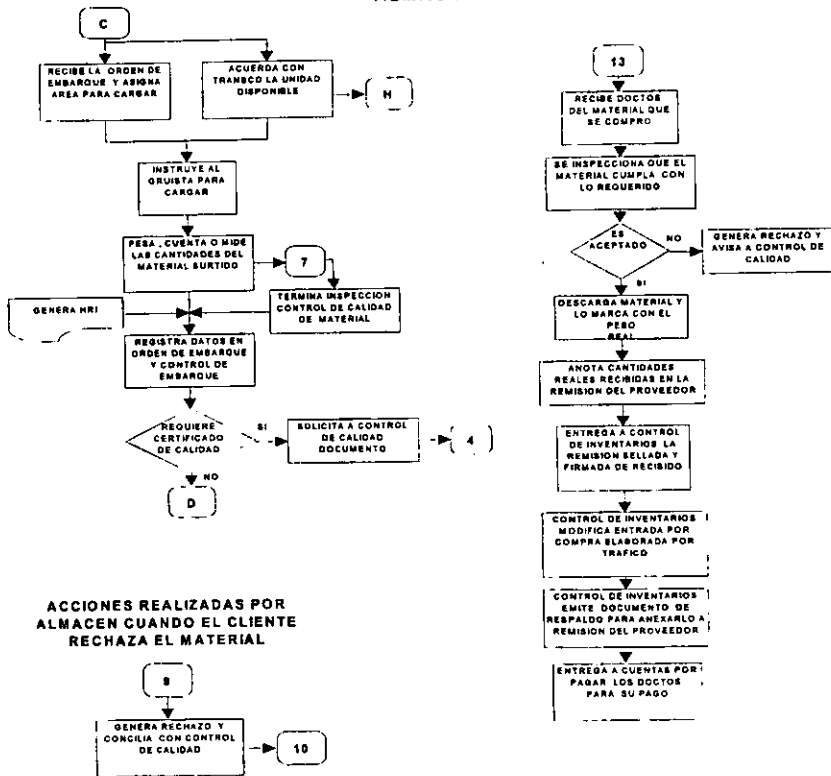 C
RECIBE LA ORDEN DE
EMBARQUE Y ASIGNA
AREA PARA CARGAR
ACUERDA CON
TRANSCO LA UNIDAD
DISPONIBLE
H
INSTRUYE AL
GRUISTA PARA
CARGAR
PESA, CUENTA O MIDE
LAS CANTIDADES DEL
MATERIAL SURTIDO
7
GENERA HRI
TERMINA INSPECCION
CONTROL DE CALIDAD
DE MATERIAL
REGISTRA DATOS EN
ORDEN DE EMBARQUE
Y CONTROL DE
EMBARQUE
REQUIERE
CERTIFICADO
DE CALIDAD
SI
SOLICITA A CONTROL
DE CALIDAD
DOCUMENTO
4
NO
D
ACCIONES REALIZADAS POR
ALMACEN CUANDO EL CLIENTE
RECHAZA EL MATERIAL
9
GENERA RECHAZO Y
CONCILIA CON CONTROL
DE CALIDAD
10
13
RECIBE DOCTOS
DEL MATERIAL QUE
SE COMPRO
SE INSPECCIONA QUE EL
MATERIAL CUMPLA CON
LO REQUERIDO
ES
ACEPTADO
NO
GENERA RECHAZO Y
AVISA A CONTROL DE
CALIDAD
SI
DESCARGA MATERIAL Y
LO MARCA CON EL
PESO
REAL
ANOTA CANTIDADES
REALES RECIBIDAS EN LA
REMISION DEL PROVEEDOR
ENTREGA A CONTROL
DE INVENTARIOS LA
REMISION SELLADA Y
FIRMADA DE RECIBIDO
CONTROL DE INVENTARIOS
MODIFICA ENTRADA POR
COMPRA ELABORADA POR
TRAFICO
CONTROL DE INVENTARIOS
EMITE DOCUMENTO DE
RESPALDO PARA ANEXARLO A
REMISION DEL PROVEEDOR
ENTREGA A CUENTAS POR
PAGAR LOS DOCTOS
PARA SU PAGO